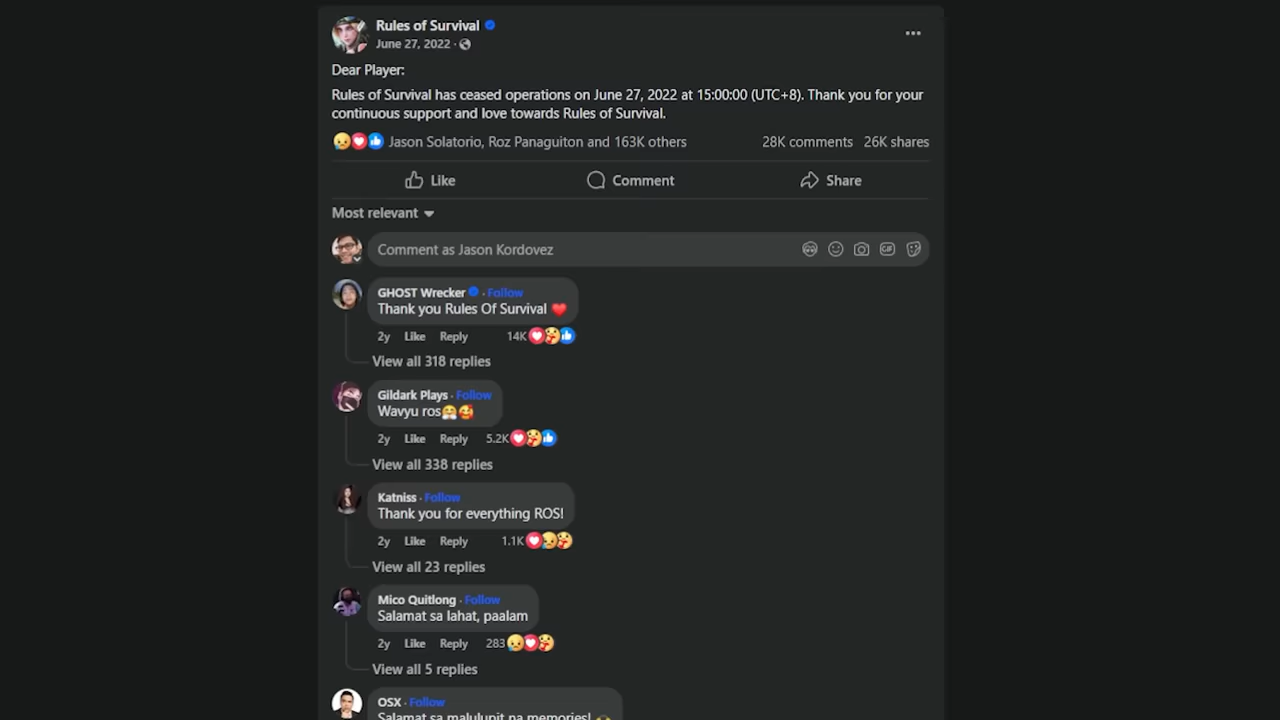 Rules of Survival
June 27, 2022 ·
Dear Player:
Rules of Survival has ceased operations on June 27, 2022 at 15:00:00 (UTC+8). Thank you for your
continuous support and love towards Rules of Survival.
Jason Solatorio, Roz Panaguiton and 163K others 28K comments 26K shares
Like Comment Share
Most relevant
Comment as Jason Kordovez GIF
GHOST Wrecker · Follow
Thank you Rules Of Survival ❤️
2y Like Reply 14K
View all 318 replies
Gildark Plays · Follow
Wavyu ros🤗🥰
2y Like Reply 5.2K
View all 338 replies
Katniss · Follow
Thank you for everything ROS!
2y Like Reply 1.1K
View all 23 replies
Mico Quitlong · Follow
Salamat sa lahat, paalam
2y Like Reply 283
View all 5 replies
OSX · Follow
Salamat sa malulupit na memories!